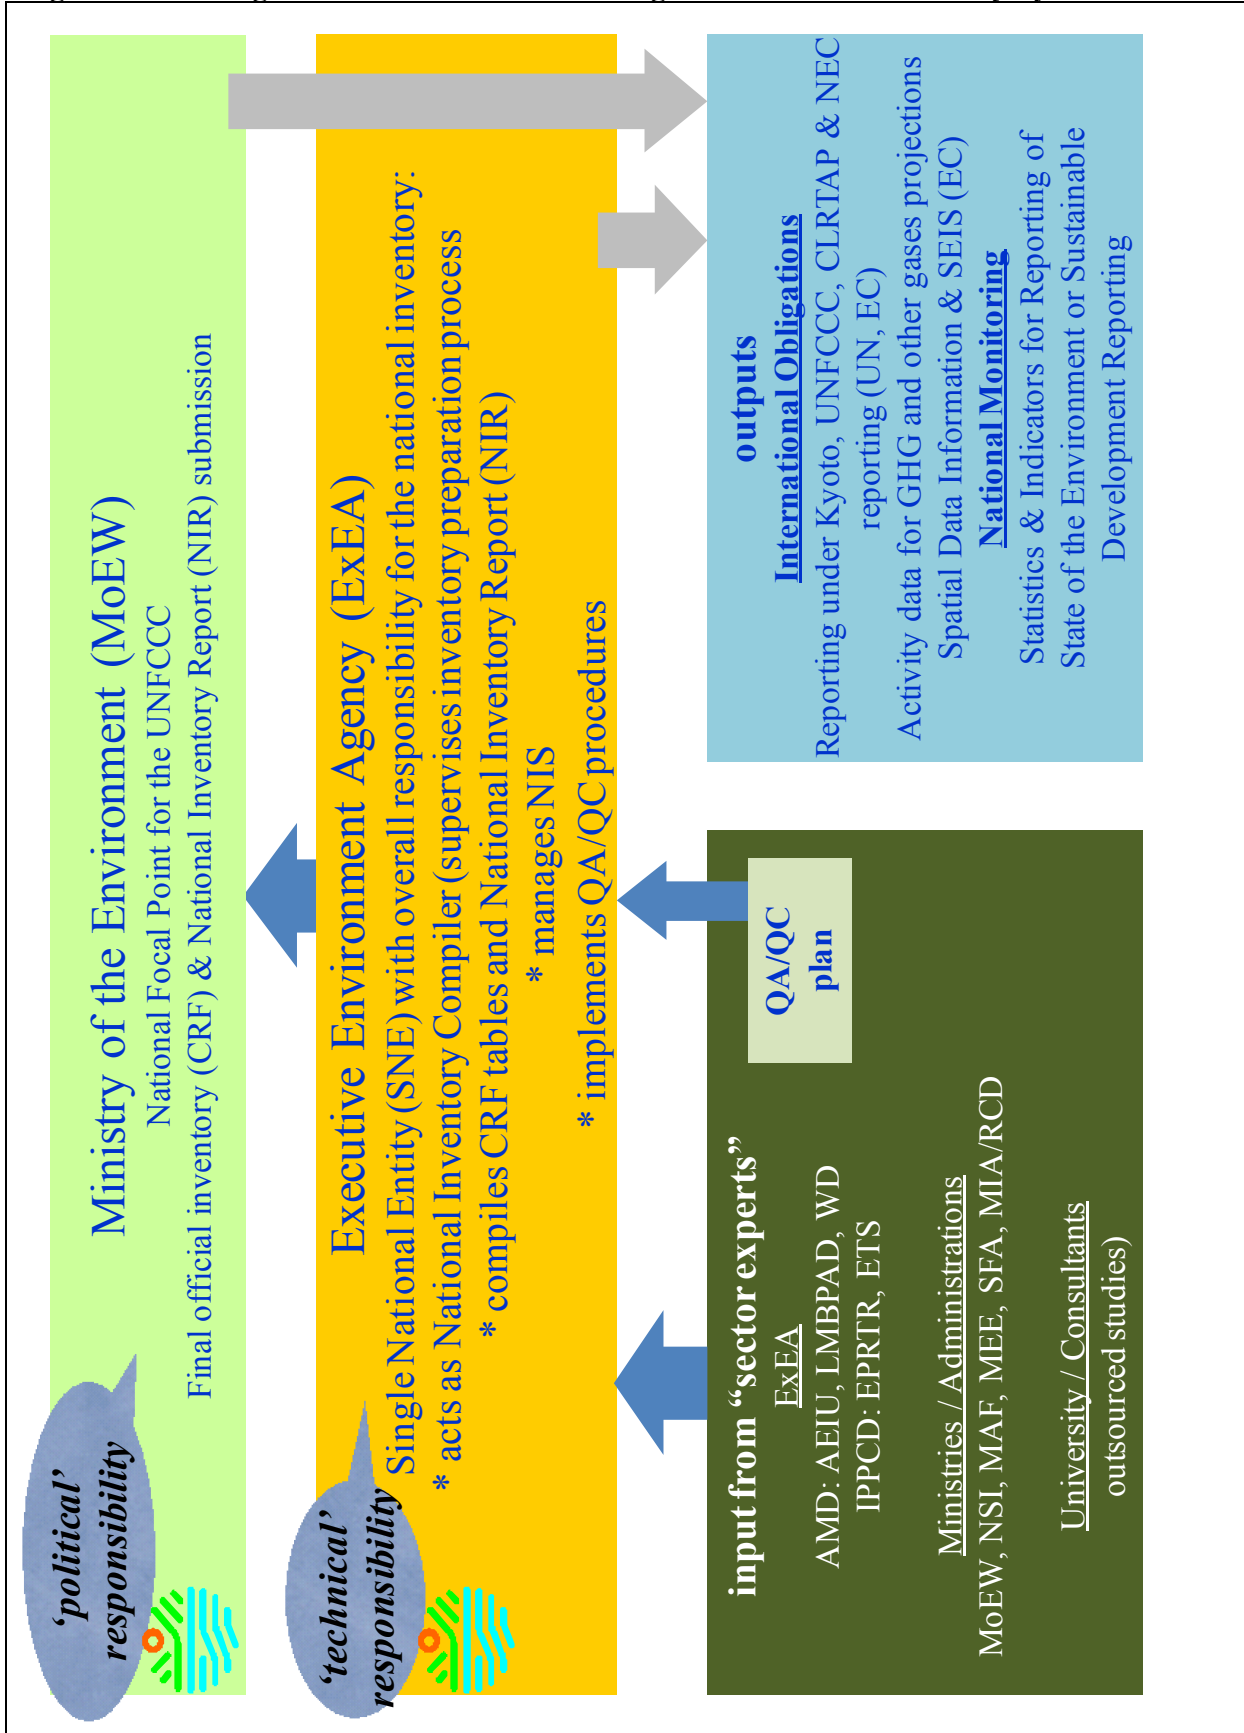 ‘political’
responsibility
Ministry of the Environment (MoEW)
National Focal Point for the UNFCCC
Final official inventory (CRF) & National Inventory Report (NIR) submission
‘technical’
responsibility
Executive Environment Agency (ExEA)
Single National Entity (SNE) with overall responsibility for the national inventory:
* acts as National Inventory Compiler (supervises inventory preparation process
* compiles CRF tables and National Inventory Report (NIR)
* manages NIS
* implements QA/QC procedures
input from “sector experts”
ExEA
AMD: AEIU, LMBPAD, WD
IPPCD: EPRTR, ETS
Ministries / Administrations
MoEW, NSI, MAF, MEE, SFA, MIA/RCD
University / Consultants
outsourced studies)
QA/QC
plan
outputs
International Obligations
Reporting under Kyoto, UNFCCC, CLRTAP & NEC
reporting (UN, EC)
Activity data for GHG and other gases projections
Spatial Data Information & SEIS (EC)
National Monitoring
Statistics & Indicators for Reporting of
State of the Environment or Sustainable
Development Reporting